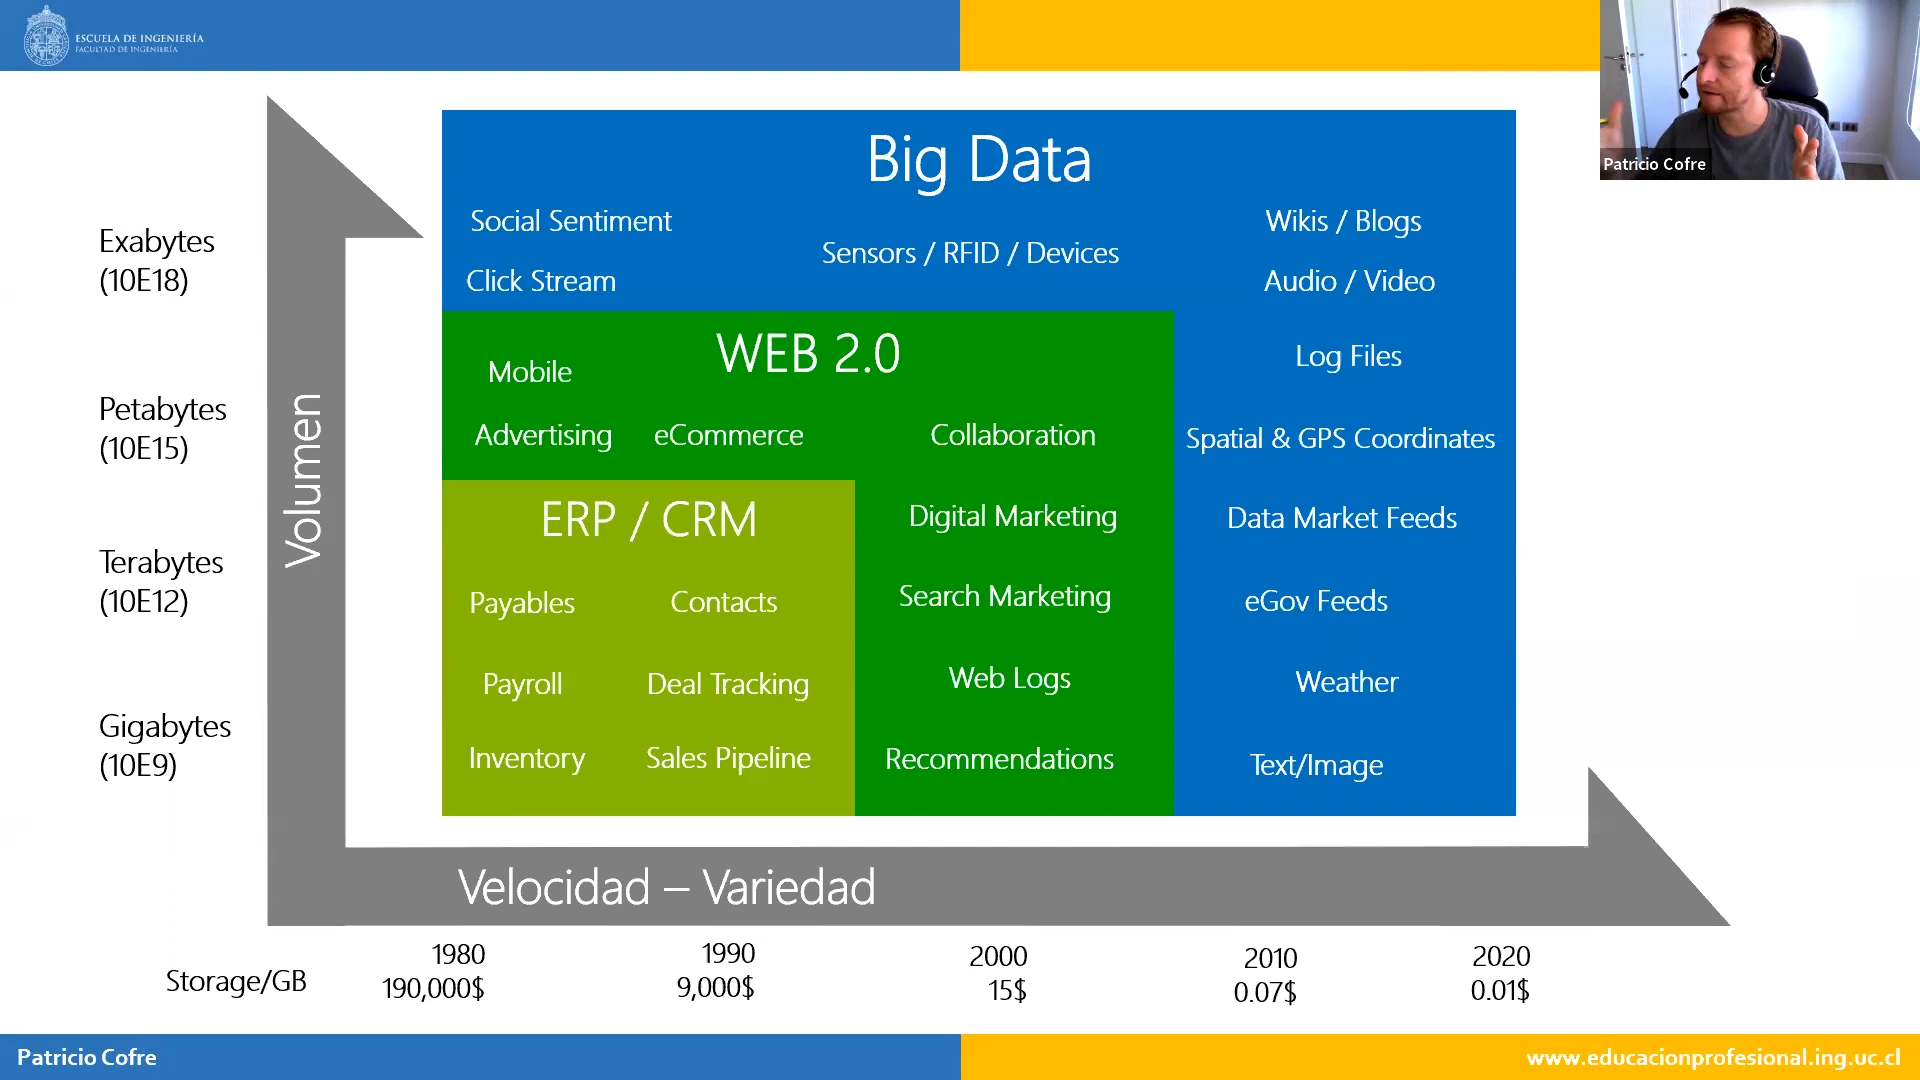 ESCUELA DE INGENIERÍA
FACULTAD DE INGENIERÍA
Patricio Cofre
Big Data
Social Sentiment
Sensors / RFID / Devices
Wikis / Blogs
Click Stream
Audio / Video
WEB 2.0
Mobile
Log Files
Advertising
eCommerce
Collaboration
Spatial & GPS Coordinates
ERP / CRM
Digital Marketing
Data Market Feeds
Payables
Contacts
Search Marketing
eGov Feeds
Payroll
Deal Tracking
Web Logs
Weather
Inventory
Sales Pipeline
Recommendations
Text/Image
Exabytes
(10E18)
Petabytes
(10E15)
Terabytes
(10E12)
Gigabytes
(10E9)
Volumen
Velocidad – Variedad
1980
1990
2000
2010
2020
Storage/GB
190,000$
9,000$
15$
0.07$
0.01$
Patricio Cofre
www.educacionprofesional.ing.uc.cl